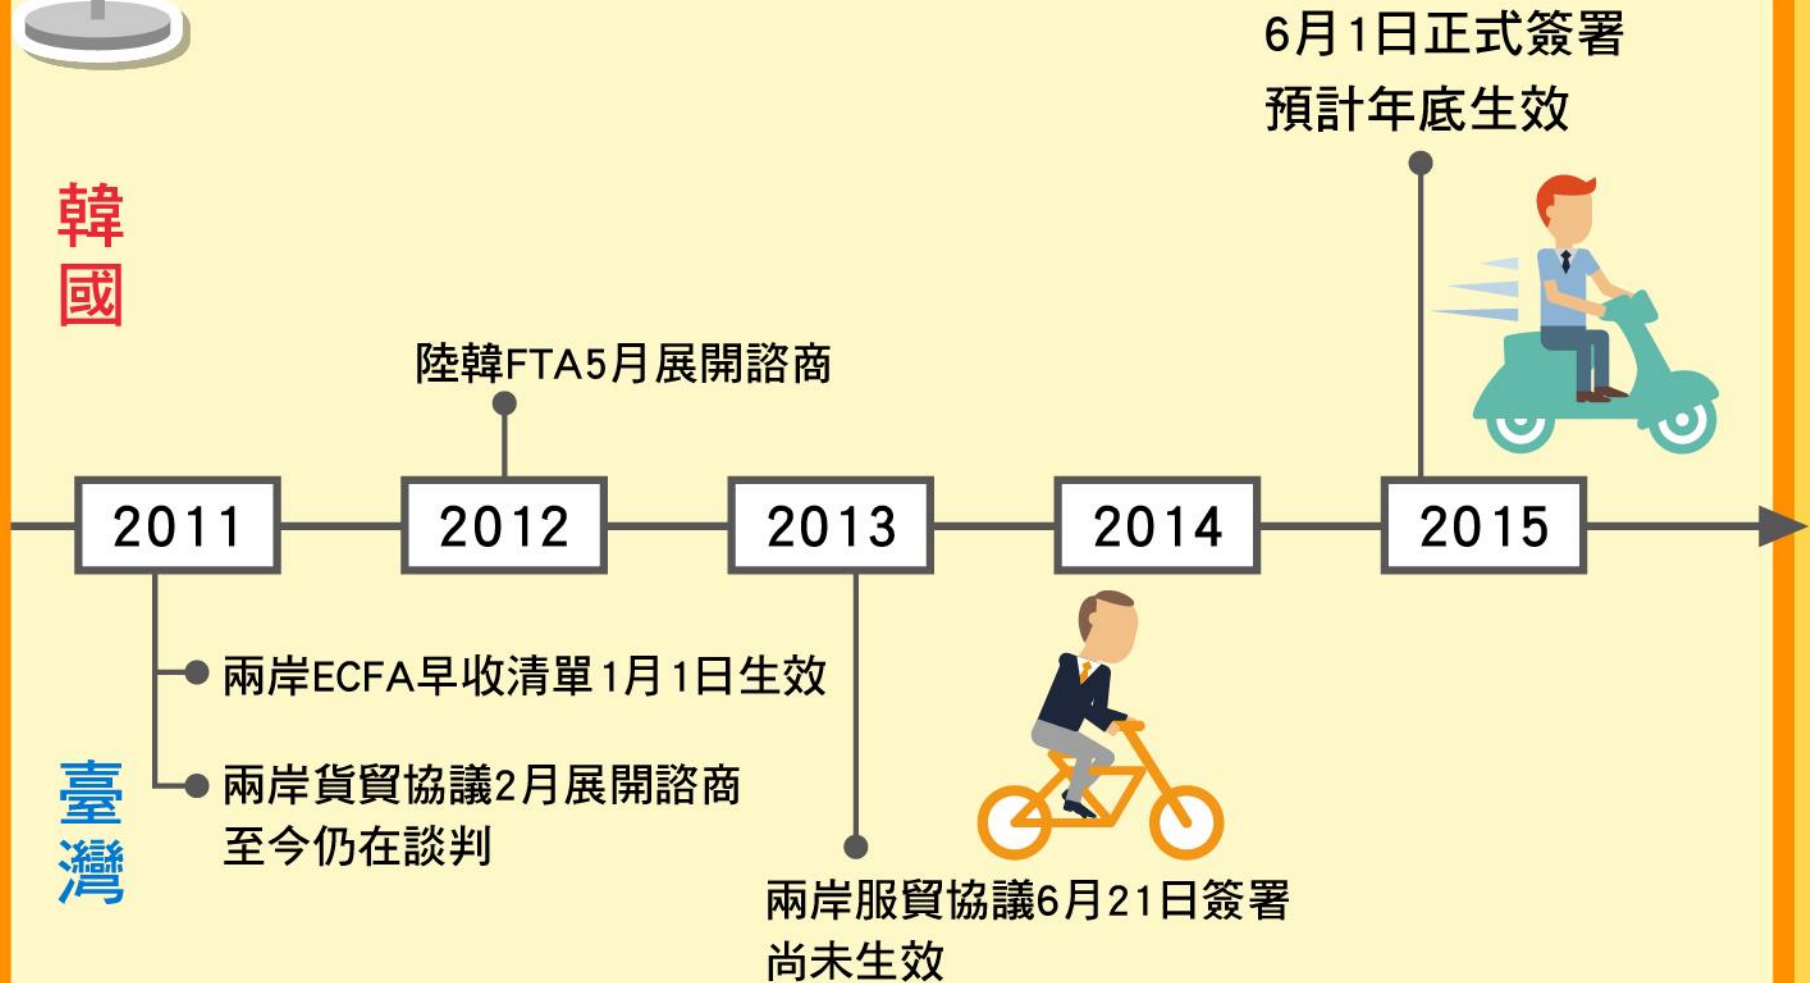 6月1日正式簽署
預計年底生效
韓國
陸韓FTA5月展開諮商
2011
2012
2013
2014
2015
兩岸ECFA早收清單1月1日生效
兩岸貨貿協議2月展開諮商
至今仍在談判
臺灣
兩岸服貿協議6月21日簽署
尚未生效